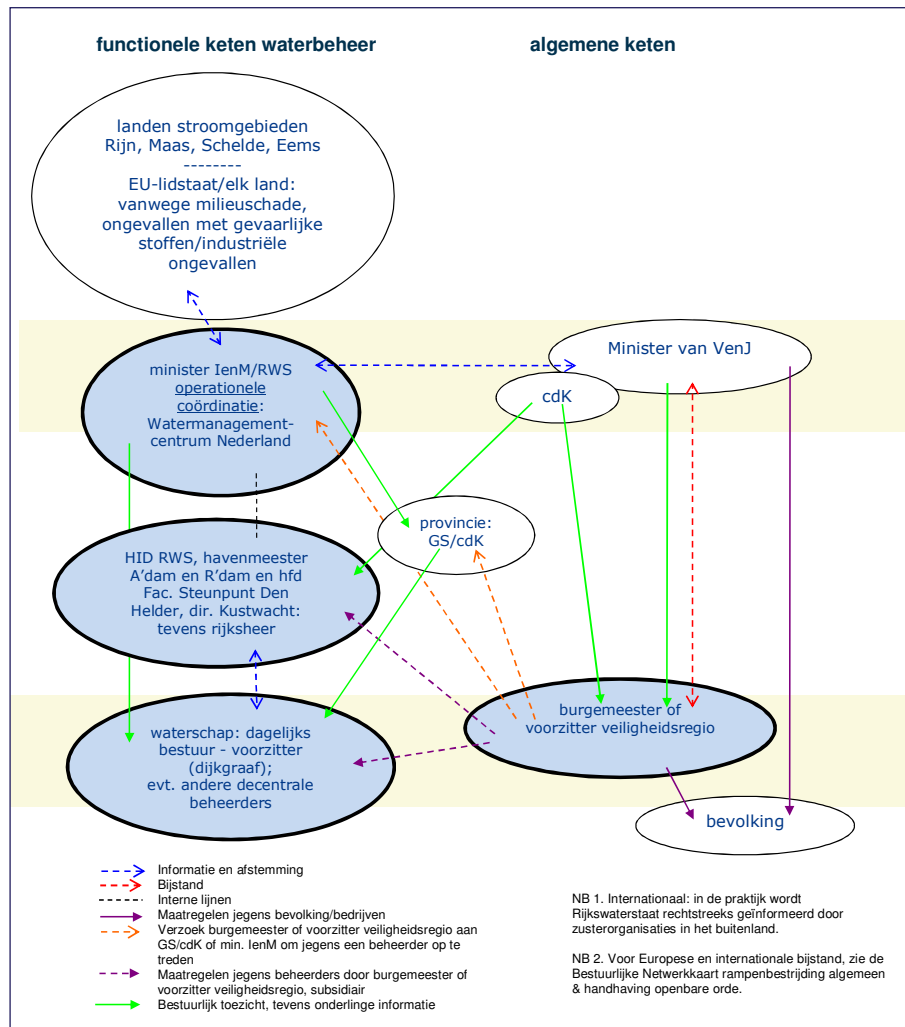 functionele keten waterbeheer
algemene keten
landen stroomgebieden
Rijn, Maas, Schelde, Eems
--------
EU-lidstaat/elk land:
vanwege milieuschade,
ongevallen met gevaarlijke
stoffen/industriële
ongevallen
minister IenM/RWS
operationele
coördinatie:
Watermanagement-
centrum Nederland
Minister van VenJ
cdK
provincie:
GS/cdK
HID RWS, havenmeester
A'dam en R'dam en hfd
Fac. Steunpunt Den
Helder, dir. Kustwacht:
tevens rijksheer
burgemeester of
voorzitter veiligheidsregio
waterschap: dagelijks
bestuur - voorzitter
(dijkgraaf);
evt. andere decentrale
beheerders
bevolking
Informatie en afstemming
Bijstand
Interne lijnen
Maatregelen jegens bevolking/bedrijven
Verzoek burgemeester of voorzitter veiligheidsregio aan
GS/cdK of min. IenM om jegens een beheerder op te
treden
Maatregelen jegens beheerders door burgemeester of
voorzitter veiligheidsregio, subsidiair
Bestuurlijk toezicht, tevens onderlinge informatie
NB 1. Internationaal: in de praktijk wordt
Rijkswaterstaat rechtstreeks geïnformeerd door
zusterorganisaties in het buitenland.
NB 2. Voor Europese en internationale bijstand, zie de
Bestuurlijke Netwerkkaart rampenbestrijding algemeen
& handhaving openbare orde.